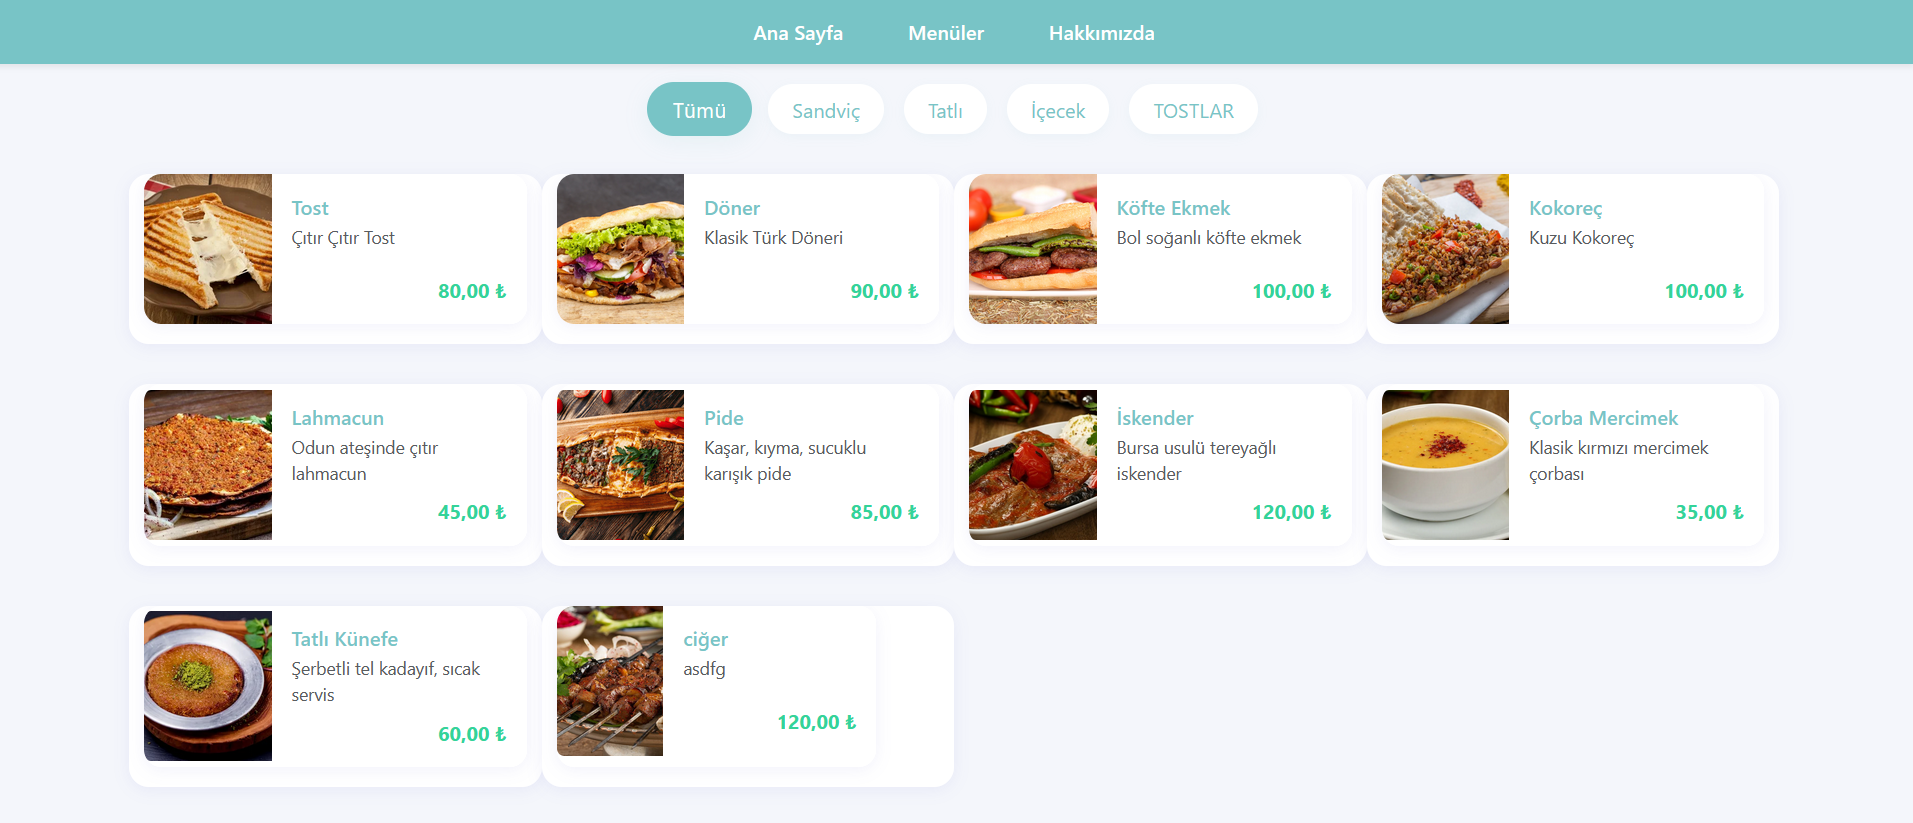 Ana Sayfa Menüler Hakkımızda
Tümü Sandviç Tatlı İçecek TOSTLAR
Tost
Çıtır Çıtır Tost
80,00 ₺
Döner
Klasik Türk Döneri
90,00 ₺
Köfte Ekmek
Bol soğanlı köfte ekmek
100,00 ₺
Kokoreç
Kuzu Kokoreç
100,00 ₺
Lahmacun
Odun ateşinde çıtır
lahmacun
45,00 ₺
Pide
Kaşar, kıyma, sucuklu
karışık pide
85,00 ₺
İskender
Bursa usulü tereyağlı
iskender
120,00 ₺
Çorba Mercimek
Klasik kırmızı mercimek
çorbası
35,00 ₺
Tatlı Künefe
Şerbetli tel kadayıf, sıcak
servis
60,00 ₺
ciğer
asdfg
120,00 ₺